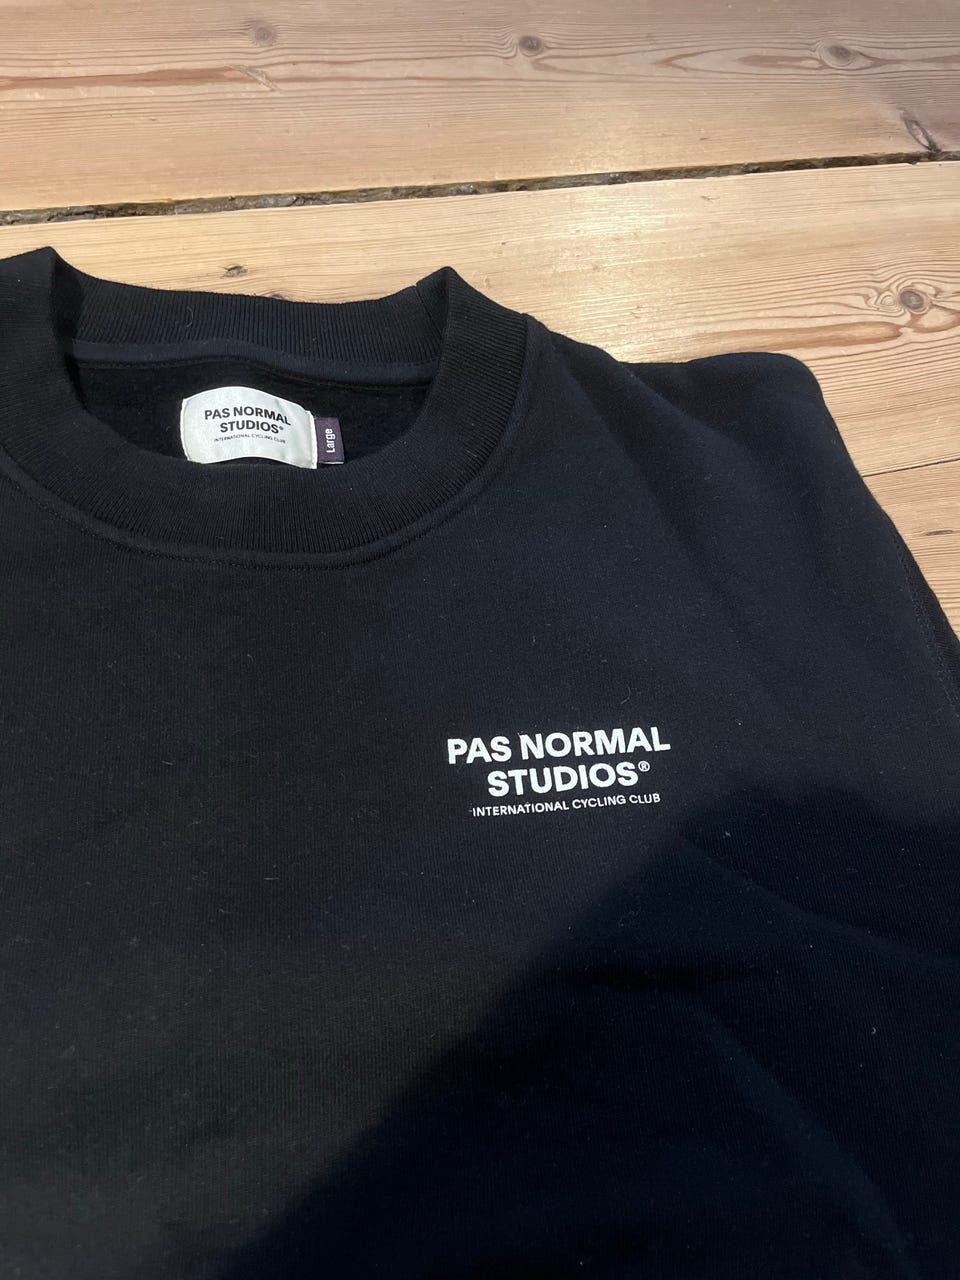 PAS NORMAL
STUDIOS®
INTERNATIONAL CYCLING CLUB
Large
PAS NORMAL
STUDIOS®
INTERNATIONAL CYCLING CLUB